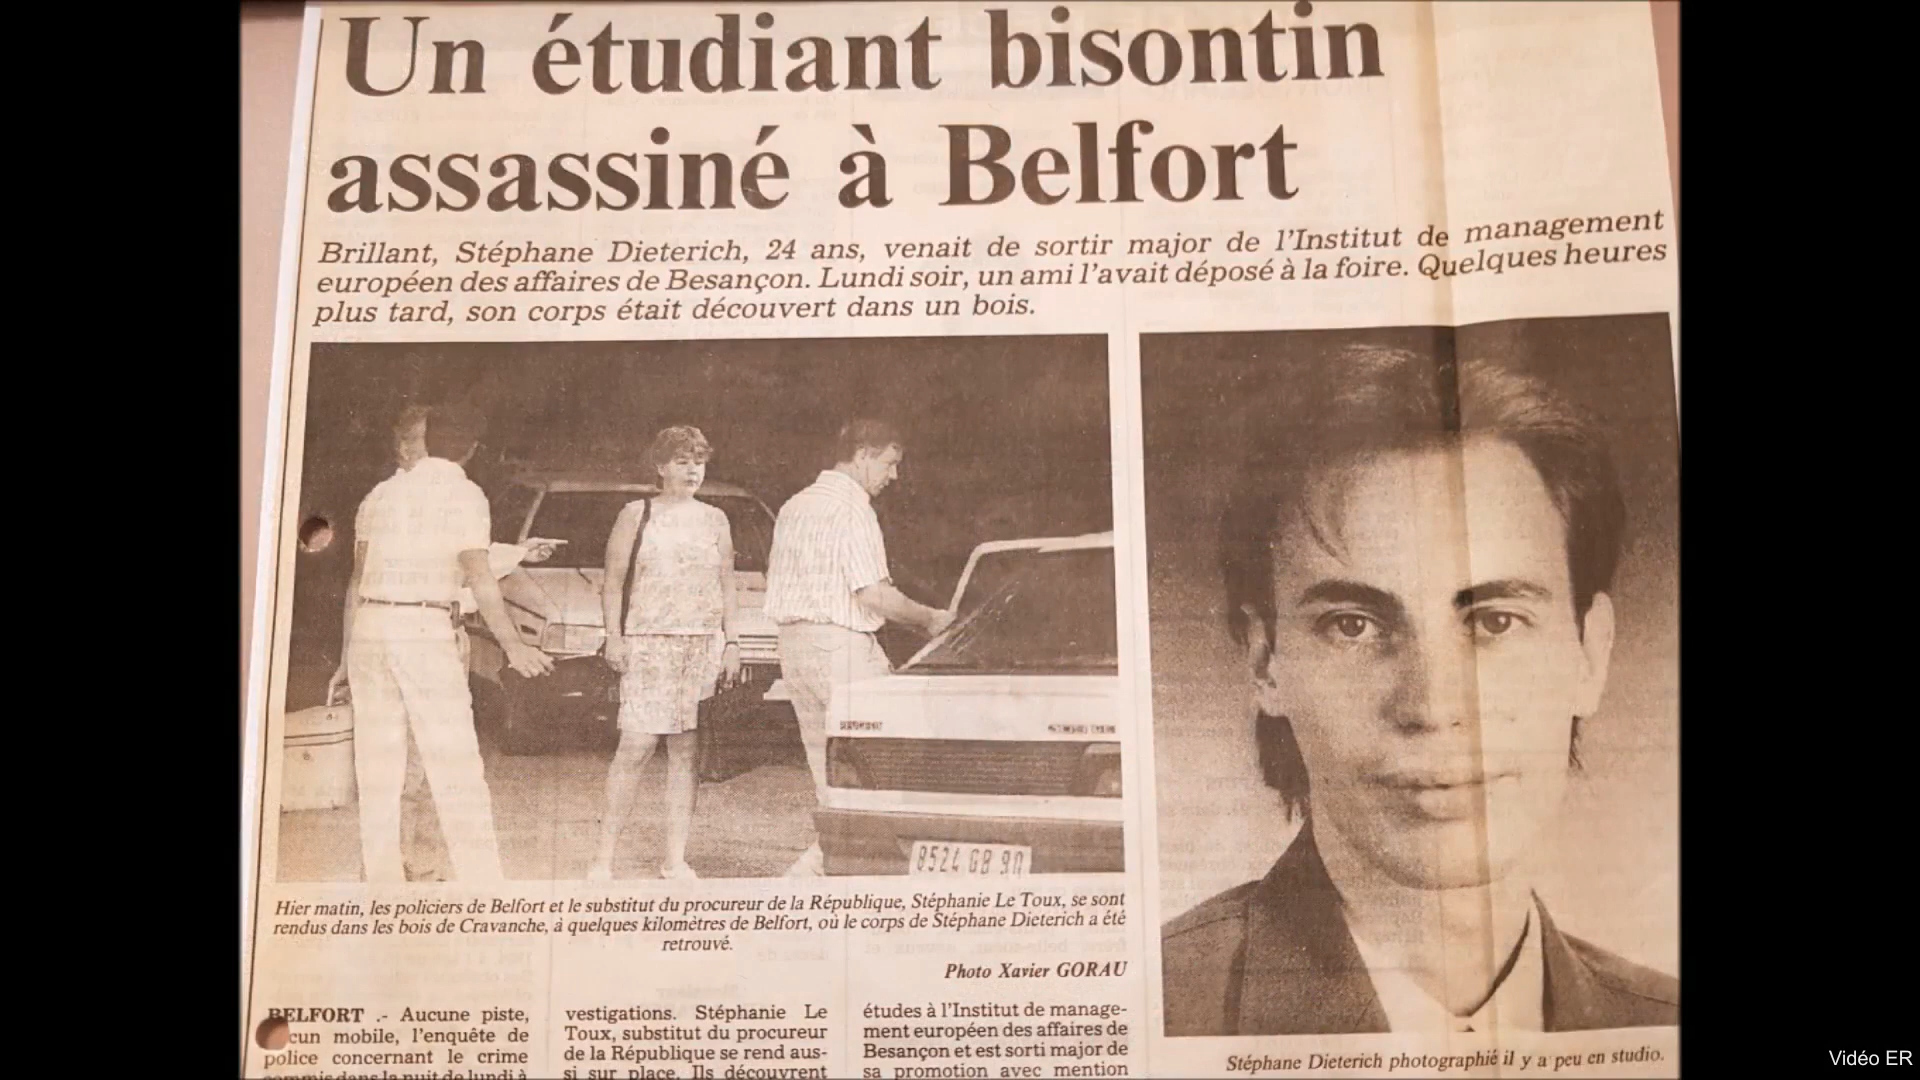 Un étudiant bisontin
assassiné à Belfort
Brillant, Stéphane Dieterich, 24 ans, venait de sortir major de l'Institut de management
européen des affaires de Besançon. Lundi soir, un ami l'avait déposé à la foire. Quelques heures
plus tard, son corps était découvert dans un bois.
8524 GB 90
Hier matin, les policiers de Belfort et le substitut du procureur de la République, Stéphanie Le Toux, se sont
rendus dans les bois de Cravanche, à quelques kilomètres de Belfort, où le corps de Stéphane Dieterich a été
retrouvé.
Photo Xavier GORAU
BELFORT .- Aucune piste,
cun mobile, l'enquête de
police concernant le crime
commis dans la nuit de lundi à
vestigations. Stéphanie Le
Toux, substitut du procureur
de la République se rend aus-
si sur place. Ils découvrent
études à l'Institut de manage-
ment européen des affaires de
Besançon et est sorti major de
sa promotion avec mention
Stéphane Dieterich photographié il y a peu en studio.
Vidéo ER